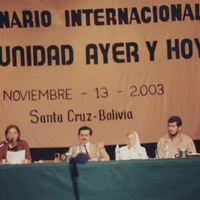 NARIO INTERNACIONAL
UNIDAD AYER Y HOY
NOVIEMBRE - 13 - 2.003
Santa Cruz - Bolivia